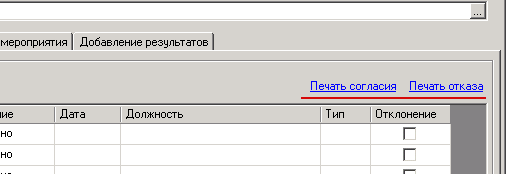 ...
мероприятия Добавление результатов
Печать согласия Печать отказа
Дата Должность Тип Отклонение